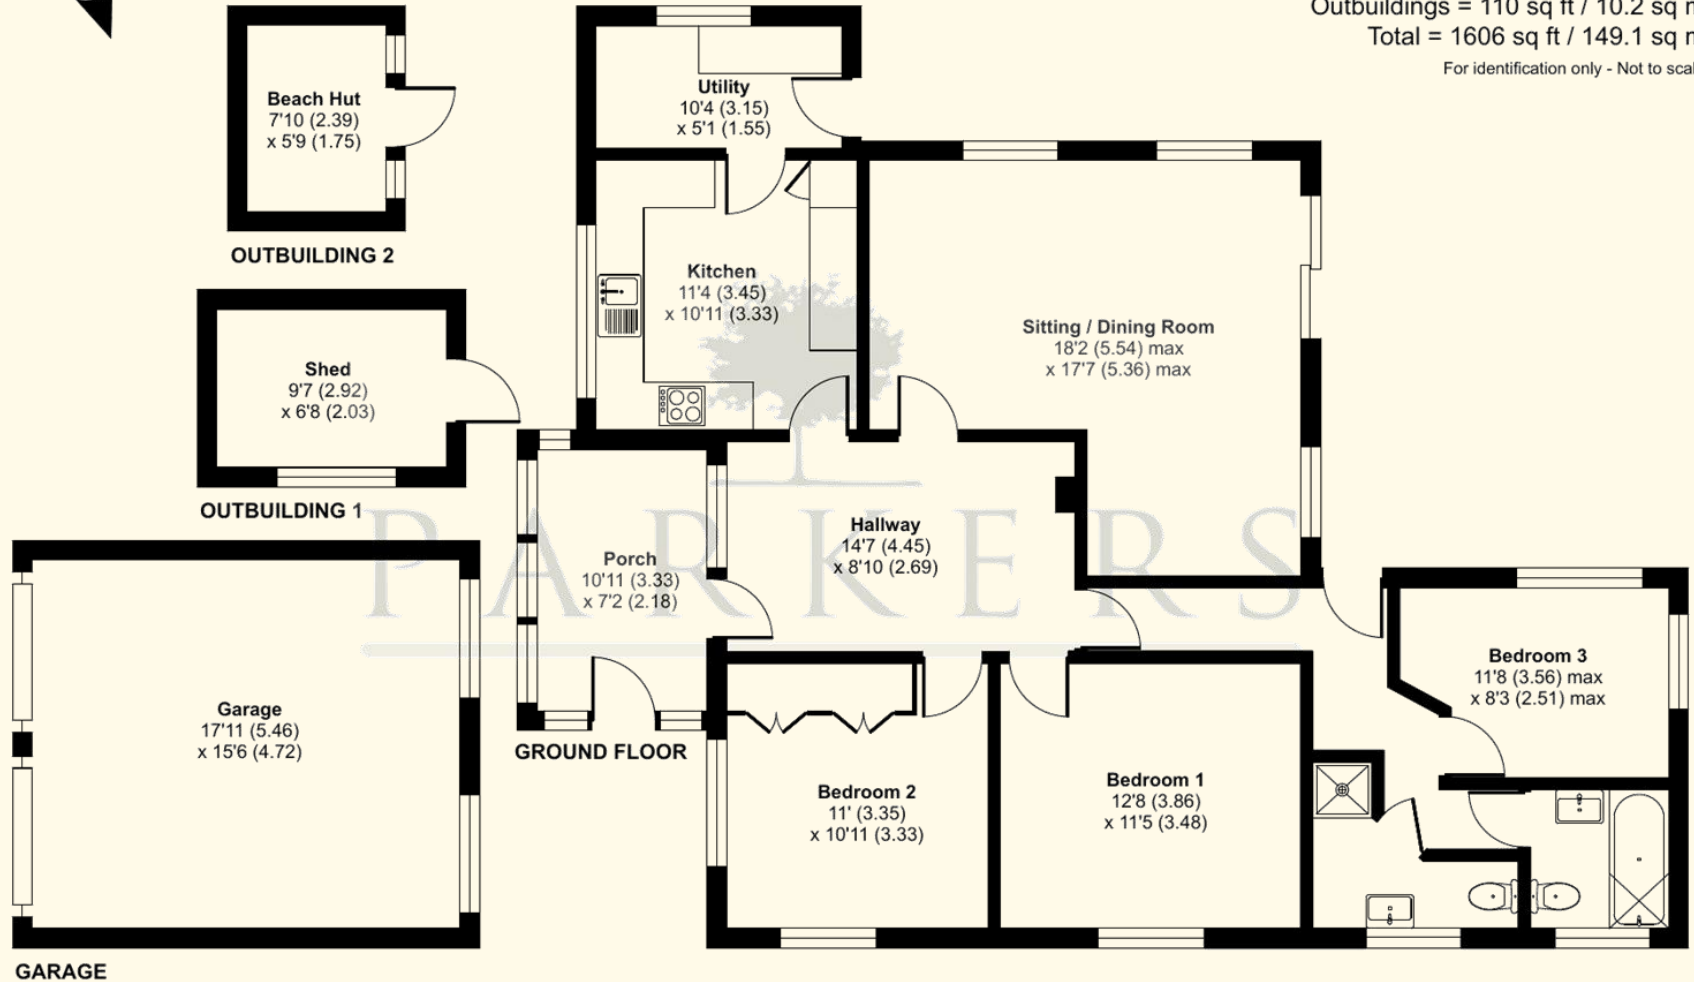 Outbuildings = 110 sq ft / 10.2 sq m
Total = 1606 sq ft / 149.1 sq m
For identification only - Not to scal
Beach Hut
7'10 (2.39)
x 5'9 (1.75)
OUTBUILDING 2
Utility
10'4 (3.15)
x 5'1 (1.55)
Kitchen
11'4 (3.45)
x 10'11 (3.33)
Sitting / Dining Room
18'2 (5.54) max
x 17'7 (5.36) max
Shed
9'7 (2.92)
x 6'8 (2.03)
OUTBUILDING 1
PARKERS
Porch
10'11 (3.33)
x 7'2 (2.18)
Hallway
14'7 (4.45)
x 8'10 (2.69)
Bedroom 3
11'8 (3.56) max
x 8'3 (2.51) max
Garage
17'11 (5.46)
x 15'6 (4.72)
GROUND FLOOR
Bedroom 2
11' (3.35)
x 10'11 (3.33)
Bedroom 1
12'8 (3.86)
x 11'5 (3.48)
GARAGE